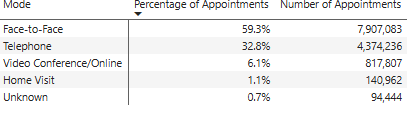 Mode Percentage of Appointments Number of Appointments
Face-to-Face 59.3% 7,907,083
Telephone 32.8% 4,374,236
Video Conference/Online 6.1% 817,807
Home Visit 1.1% 140,962
Unknown 0.7% 94,444